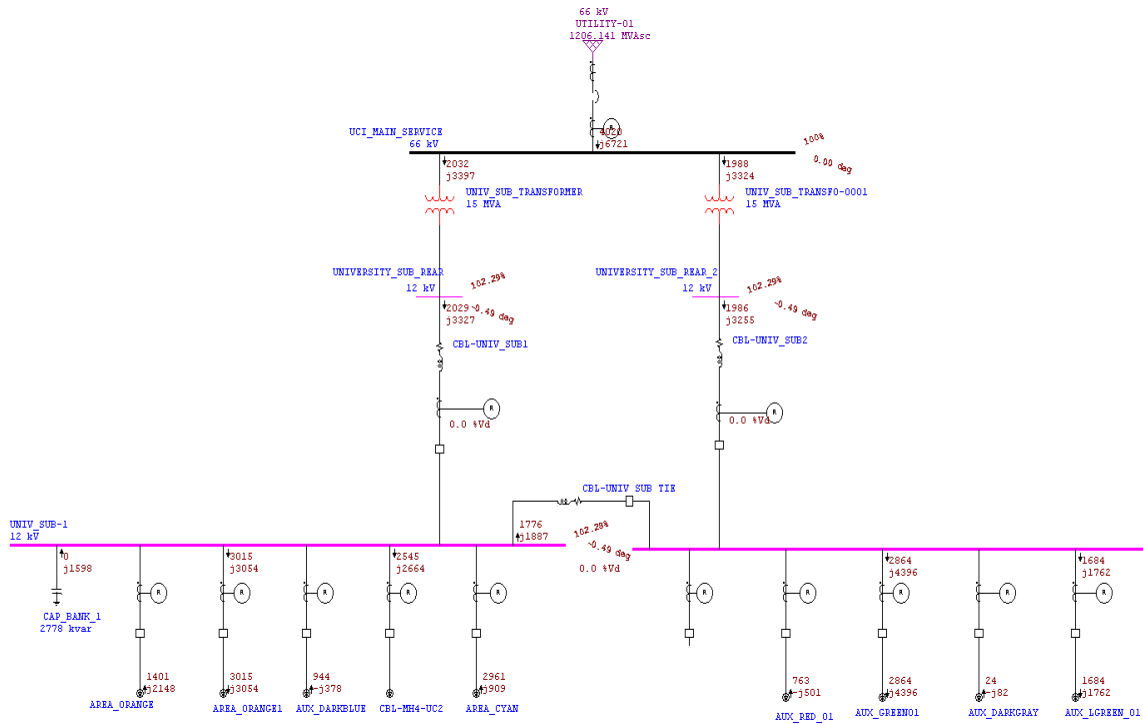 66 kV
UTILITY-01
1206.141 MVAsc
R
UCI_MAIN_SERVICE
66 kV
4020
j6721
100%
0.00 deg
2032
j3397
1988
j3324
UNIV_SUB_TRANSFORMER
15 MVA
UNIV_SUB_TRANSFO-0001
15 MVA
UNIVERSITY_SUB_REAR
12 kV
102.29%
-0.49 deg
2029
j3327
UNIVERSITY_SUB_REAR_2
12 kV
102.29%
-0.49 deg
1986
j3255
CBL-UNIV_SUB1
CBL-UNIV_SUB2
R
0.0 %Vd
R
0.0 %Vd
CBL-UNIV SUB TIE
UNIV_SUB-1
12 kV
1776
j1887
102.28%
-0.49 deg
0.0 %Vd
0
j1598
3015
j3054
2545
j2664
2864
j4396
1684
j1762
R
R
R
R
R
R
R
R
R
R
CAP_BANK_1
2778 kvar
1401
j2148
3015
j3054
944
-j378
2961
j909
763
-j501
2864
j4396
24
-j82
1684
j1762
AREA_ORANGE
AREA_ORANGE1
AUX_DARKBLUE
CBL-MH4-UC2
AREA_CYAN
AUX_RED_01
AUX_GREEN01
AUX_DARKGRAY
AUX_LGREEN_01